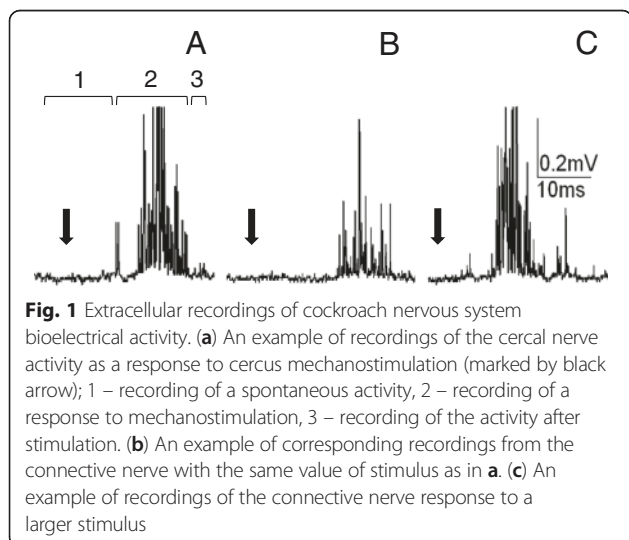 A
B
C
1
2
3
0.2mV
10ms
Fig. 1 Extracellular recordings of cockroach nervous system
bioelectrical activity. (a) An example of recordings of the cercal nerve
activity as a response to cercus mechanostimulation (marked by black
arrow); 1 – recording of a spontaneous activity, 2 – recording of a
response to mechanostimulation, 3 – recording of the activity after
stimulation. (b) An example of corresponding recordings from the
connective nerve with the same value of stimulus as in a. (c) An
example of recordings of the connective nerve response to a
larger stimulus